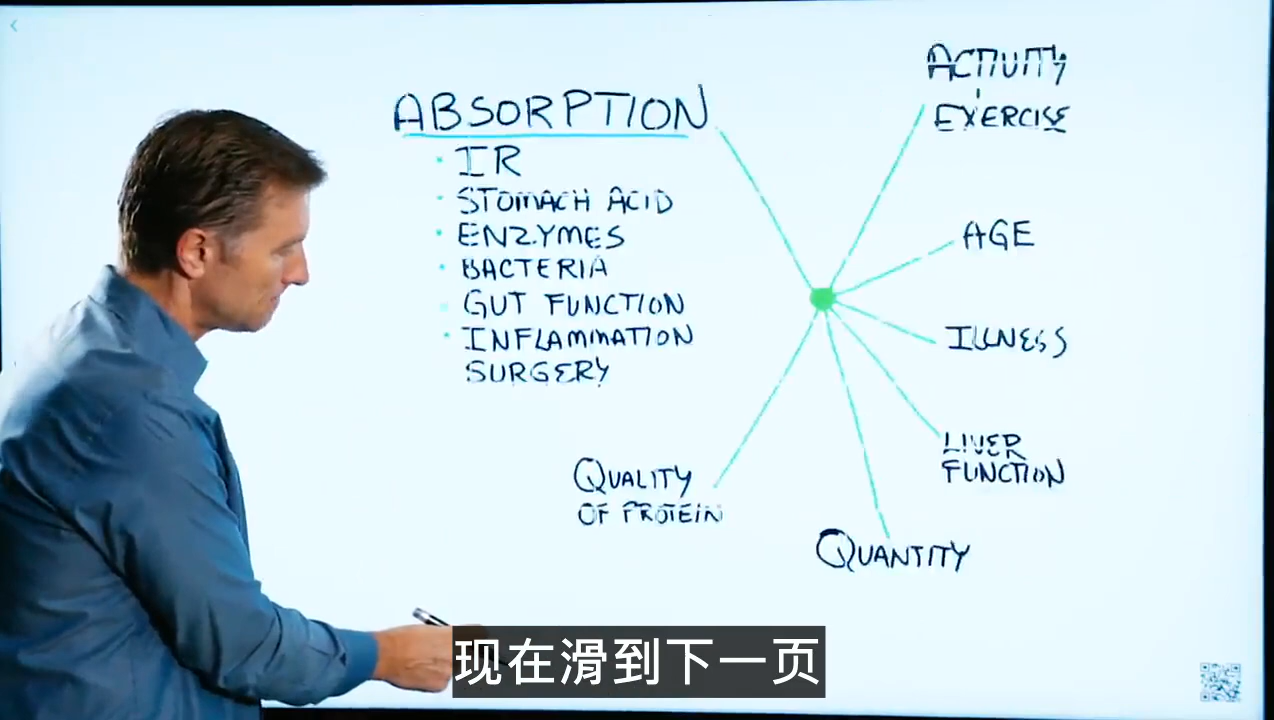 ABSORPTION
· IR
· STOMACH ACID
· ENZYMES
· BACTERIA
· GUT FUNCTION
· INFLAMMATION
SURGERY
ACTIVITY
EXERCISE
AGE
ILLNESS
LIVER
FUNCTION
QUANTITY
QUALITY
OF PROTEIN
现在滑到下一页